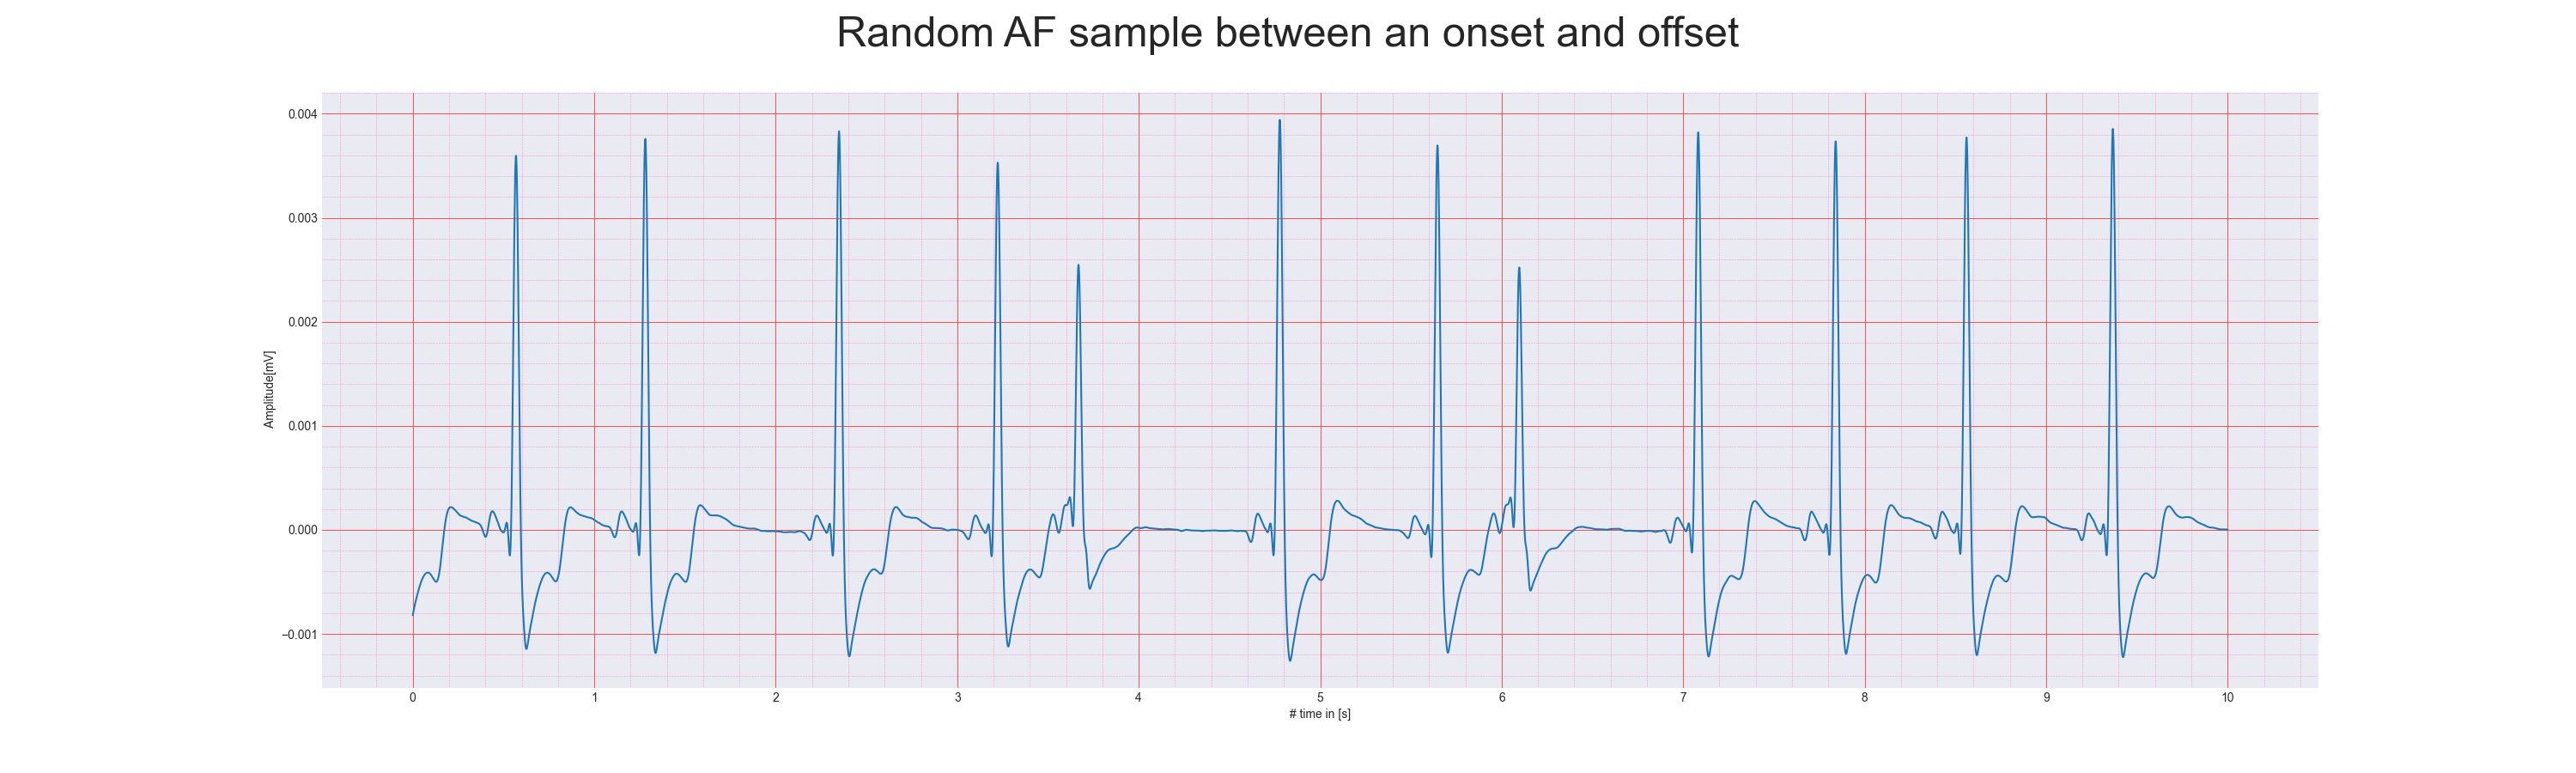 Random AF sample between an onset and offset
0.004
0.003
0.002
0.001
0.000
−0.001
Amplitude[mV]
0 1 2 3 4 5 6 7 8 9 10
# time in [s]